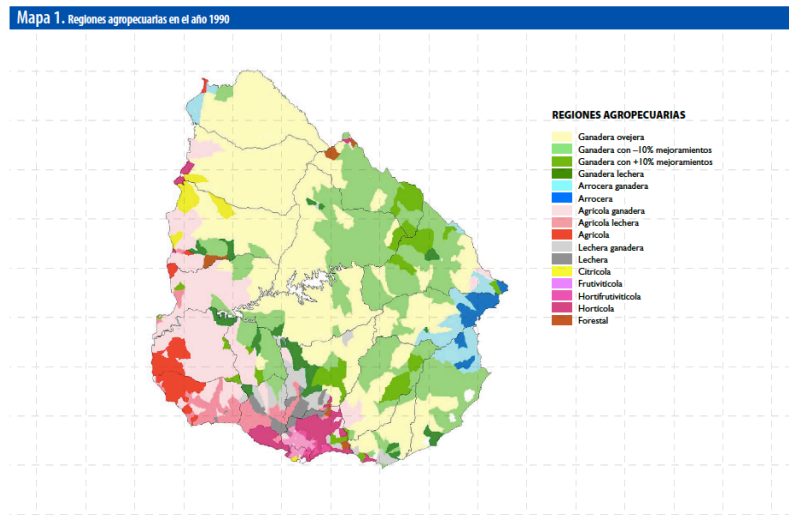 Mapa 1. Regiones agropecuarias en el año 1990
REGIONES AGROPECUARIAS
Ganadera ovejera
Ganadera con –10% mejoramientos
Ganadera con +10% mejoramientos
Ganadera lechera
Arrocera ganadera
Arrocera
Agrícola ganadera
Agrícola lechera
Agrícola
Lechera ganadera
Lechera
Citrícola
Frutivitícola
Hortifrutivitícola
Hortícola
Forestal